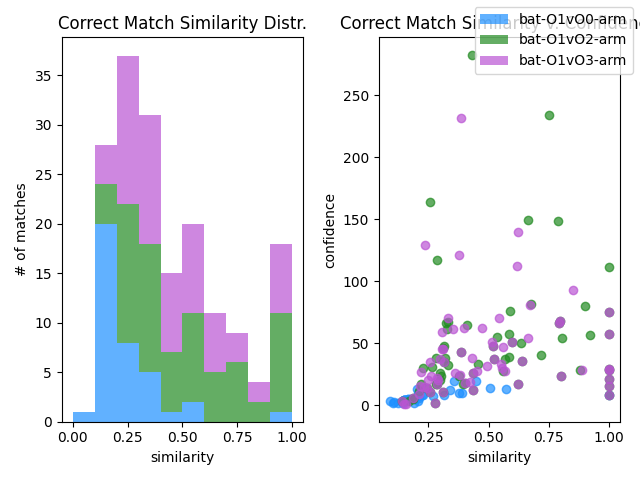 Correct Match Similarity Distr.
# of matches
35
30
25
20
15
10
5
0
0.00 0.25 0.50 0.75 1.00
similarity
Correct Match Similarity v. Confidenc
bat-O1vO0-arm
bat-O1vO2-arm
bat-O1vO3-arm
confidence
250
200
150
100
50
0
0.25 0.50 0.75 1.00
similarity